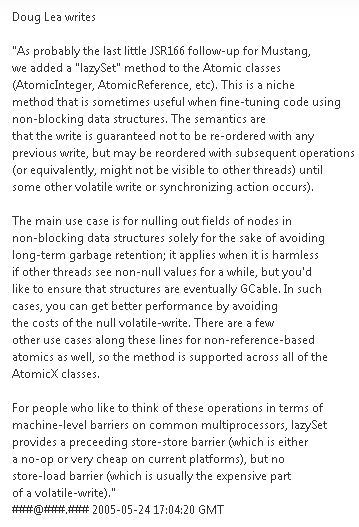 Doug Lea writes
"As probably the last little JSR166 follow-up for Mustang,
we added a "lazySet" method to the Atomic classes
(AtomicInteger, AtomicReference, etc). This is a niche
method that is sometimes useful when fine-tuning code using
non-blocking data structures. The semantics are
that the write is guaranteed not to be re-ordered with any
previous write, but may be reordered with subsequent operations
(or equivalently, might not be visible to other threads) until
some other volatile write or synchronizing action occurs).
The main use case is for nulling out fields of nodes in
non-blocking data structures solely for the sake of avoiding
long-term garbage retention; it applies when it is harmless
if other threads see non-null values for a while, but you'd
like to ensure that structures are eventually GCable. In such
cases, you can get better performance by avoiding
the costs of the null volatile-write. There are a few
other use cases along these lines for non-reference-based
atomics as well, so the method is supported across all of the
AtomicX classes.
For people who like to think of these operations in terms of
machine-level barriers on common multiprocessors, lazySet
provides a preceeding store-store barrier (which is either
a no-op or very cheap on current platforms), but no
store-load barrier (which is usually the expensive part
of a volatile-write)."
###@###.### 2005-05-24 17:04:20 GMT